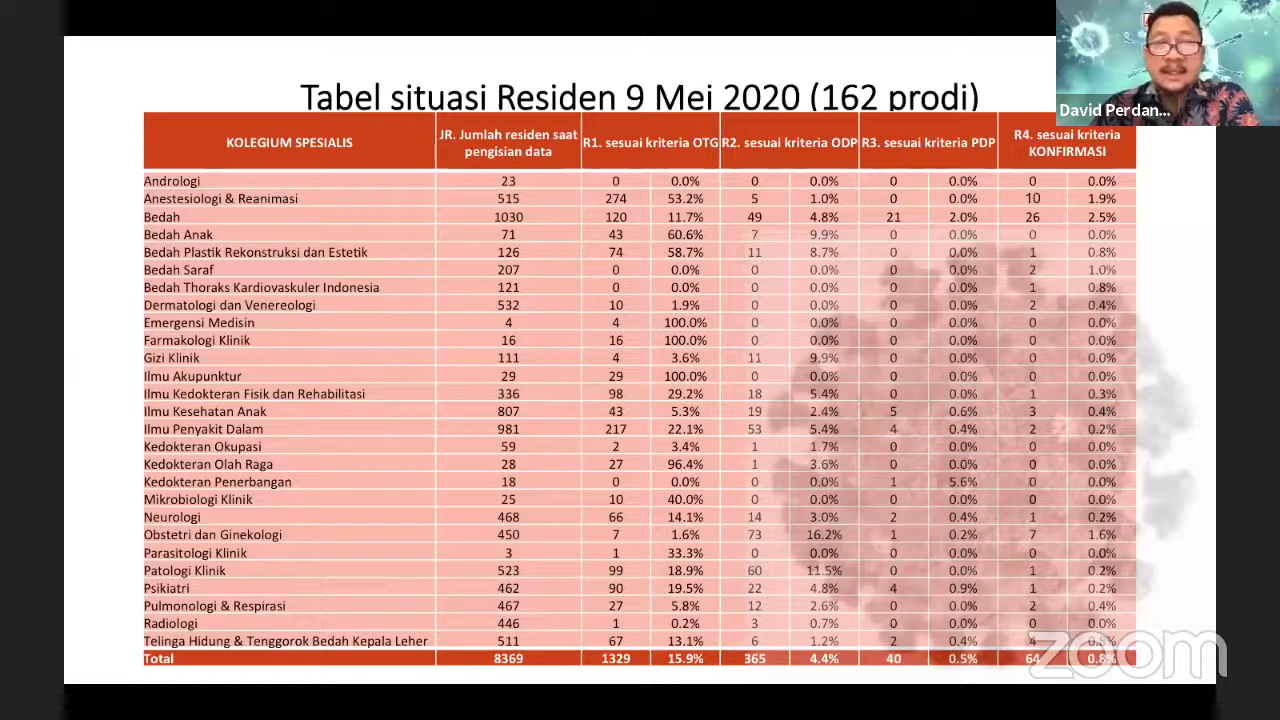 Tabel situasi Residen 9 Mei 2020 (162 prodi)
David Perdan...
KOLEGIUM SPESIALIS JR. Jumlah residen saat pengisian data R1. sesuai kriteria OTG R2. sesuai kriteria ODP R3. sesuai kriteria PDP R4. sesuai kriteria KONFIRMASI
Andrologi 23 0 0.0% 0 0.0% 0 0.0% 0 0.0%
Anestesiologi & Reanimasi 515 274 53.2% 5 1.0% 0 0.0% 10 1.9%
Bedah 1030 120 11.7% 49 4.8% 21 2.0% 26 2.5%
Bedah Anak 71 43 60.6% 7 9.9% 0 0.0% 0 0.0%
Bedah Plastik Rekonstruksi dan Estetik 126 74 58.7% 11 8.7% 0 0.0% 1 0.8%
Bedah Saraf 207 0 0.0% 0 0.0% 0 0.0% 2 1.0%
Bedah Thoraks Kardiovaskuler Indonesia 121 0 0.0% 0 0.0% 0 0.0% 1 0.8%
Dermatologi dan Venereologi 532 10 1.9% 0 0.0% 0 0.0% 2 0.4%
Emergensi Medisin 4 4 100.0% 0 0.0% 0 0.0% 0 0.0%
Farmakologi Klinik 16 16 100.0% 0 0.0% 0 0.0% 0 0.0%
Gizi Klinik 111 4 3.6% 11 9.9% 0 0.0% 0 0.0%
Ilmu Akupunktur 29 29 100.0% 0 0.0% 0 0.0% 0 0.0%
Ilmu Kedokteran Fisik dan Rehabilitasi 336 98 29.2% 18 5.4% 0 0.0% 1 0.3%
Ilmu Kesehatan Anak 807 43 5.3% 19 2.4% 5 0.6% 3 0.4%
Ilmu Penyakit Dalam 981 217 22.1% 53 5.4% 4 0.4% 2 0.2%
Kedokteran Okupasi 59 2 3.4% 1 1.7% 0 0.0% 0 0.0%
Kedokteran Olah Raga 28 27 96.4% 1 3.6% 0 0.0% 0 0.0%
Kedokteran Penerbangan 18 0 0.0% 0 0.0% 1 5.6% 0 0.0%
Mikrobiologi Klinik 25 10 40.0% 0 0.0% 0 0.0% 0 0.0%
Neurologi 468 66 14.1% 14 3.0% 2 0.4% 1 0.2%
Obstetri dan Ginekologi 450 7 1.6% 73 16.2% 1 0.2% 7 1.6%
Parasitologi Klinik 3 1 33.3% 0 0.0% 0 0.0% 0 0.0%
Patologi Klinik 523 99 18.9% 60 11.5% 0 0.0% 1 0.2%
Psikiatri 462 90 19.5% 22 4.8% 4 0.9% 1 0.2%
Pulmonologi & Respirasi 467 27 5.8% 12 2.6% 0 0.0% 2 0.4%
Radiologi 446 1 0.2% 3 0.7% 0 0.0% 0 0.0%
Telinga Hidung & Tenggorok Bedah Kepala Leher 511 67 13.1% 6 1.2% 2 0.4% 4 0.8%
Total 8369 1329 15.9% 365 4.4% 40 0.5% 64 0.8%
zoom